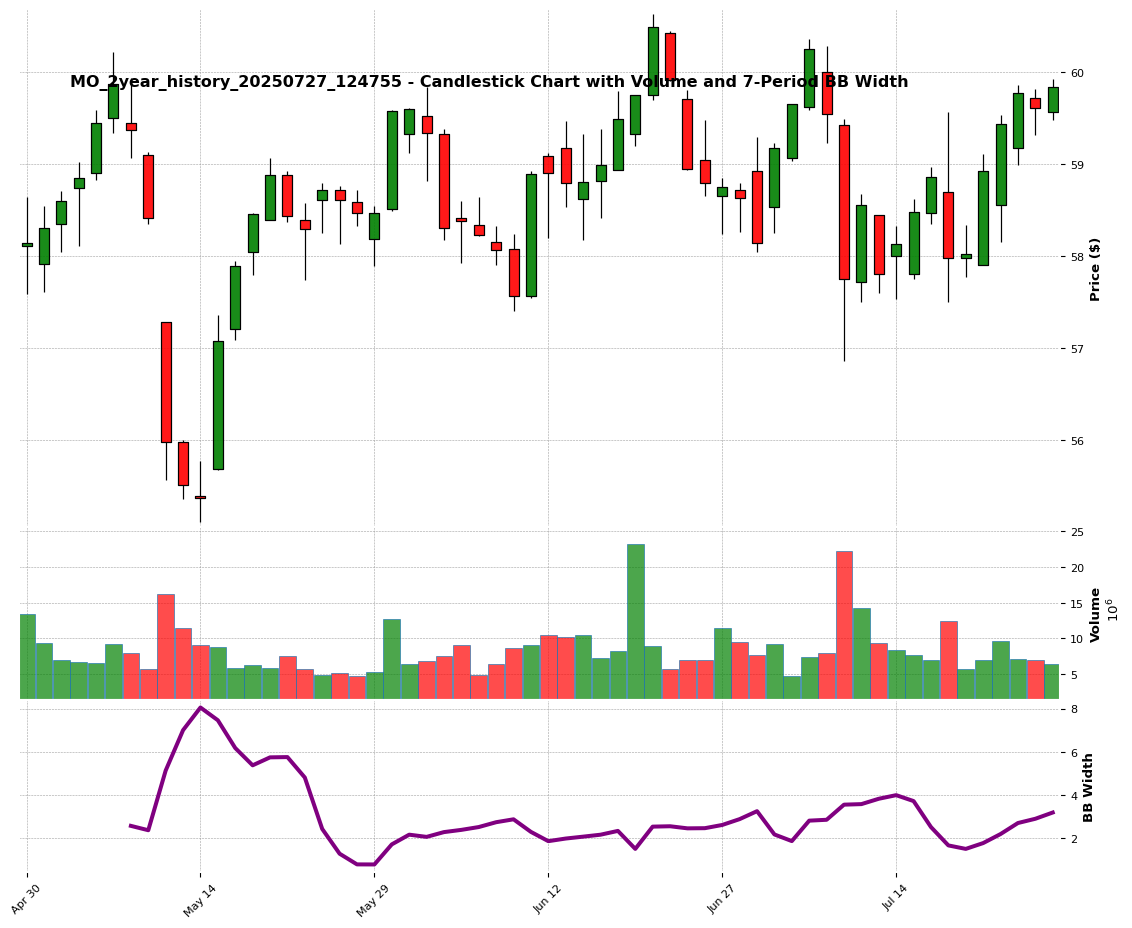 MO_2year_history_20250727_124755 - Candlestick Chart with Volume and 7-Period BB Width
60
59
58
57
56
Price ($)
25
20
15
10
5
Volume
10^6
8
6
4
2
BB Width
Apr 30
May 14
May 29
Jun 12
Jun 27
Jul 14